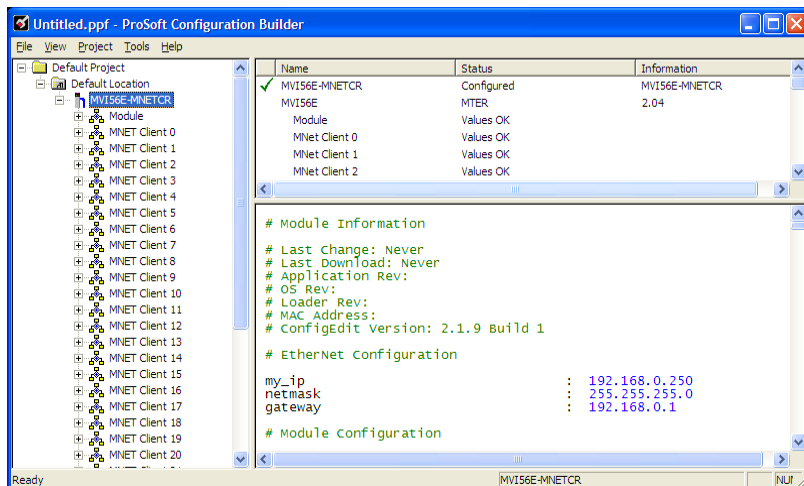 Untitled.ppf - ProSoft Configuration Builder
File View Project Tools Help
Default Project
Default Location
MVI56E-MNETCR
Module
MNET Client 0
MNET Client 1
MNET Client 2
MNET Client 3
MNET Client 4
MNET Client 5
MNET Client 6
MNET Client 7
MNET Client 8
MNET Client 9
MNET Client 10
MNET Client 11
MNET Client 12
MNET Client 13
MNET Client 14
MNET Client 15
MNET Client 16
MNET Client 17
MNET Client 18
MNET Client 19
MNET Client 20
Name Status Information
MVI56E-MNETCR Configured MVI56E-MNETCR
MVI56E MTER 2.04
Module Values OK
MNet Client 0 Values OK
MNet Client 1 Values OK
MNet Client 2 Values OK
# Module Information
# Last Change: Never
# Last Download: Never
# Application Rev:
# OS Rev:
# Loader Rev:
# MAC Address:
# ConfigEdit Version: 2.1.9 Build 1
# EtherNet Configuration
my_ip : 192.168.0.250
netmask : 255.255.255.0
gateway : 192.168.0.1
# Module Configuration
Ready MVI56E-MNETCR